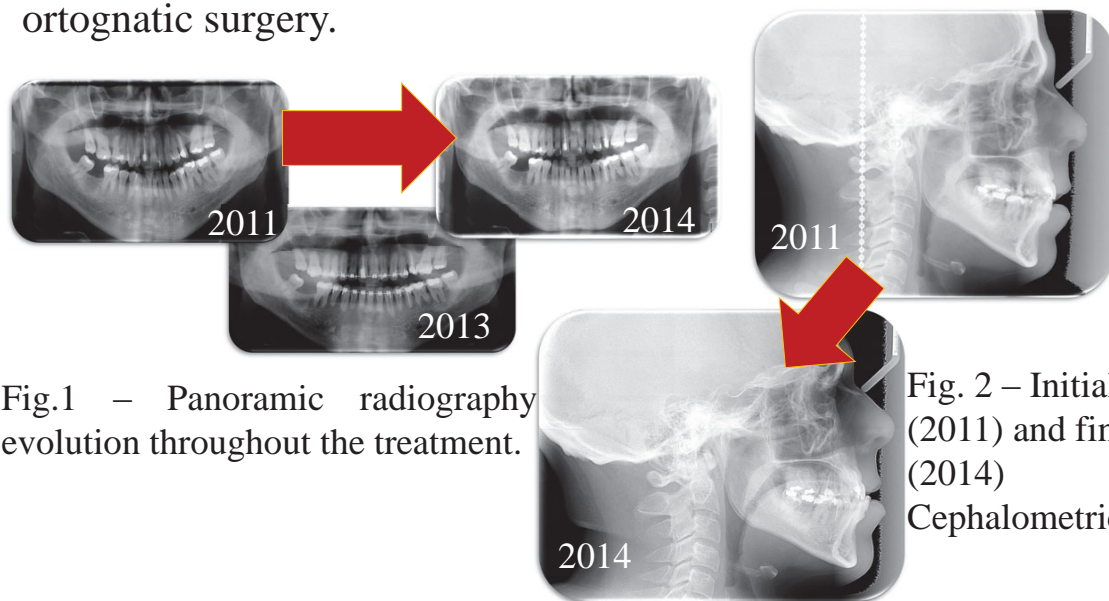 ortognatic surgery.
2011
2014
2013
Fig.1 – Panoramic radiography
evolution throughout the treatment.
2011
2014
Fig. 2 – Initial
(2011) and fin
(2014)
Cephalometric